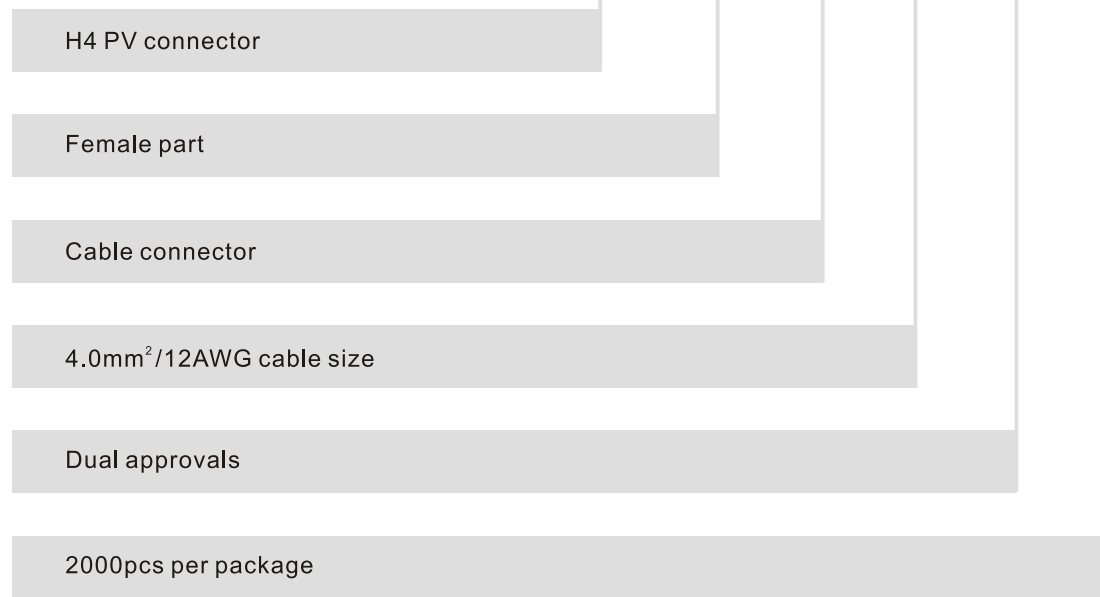 H4 PV connector
Female part
Cable connector
4.0mm²/12AWG cable size
Dual approvals
2000pcs per package